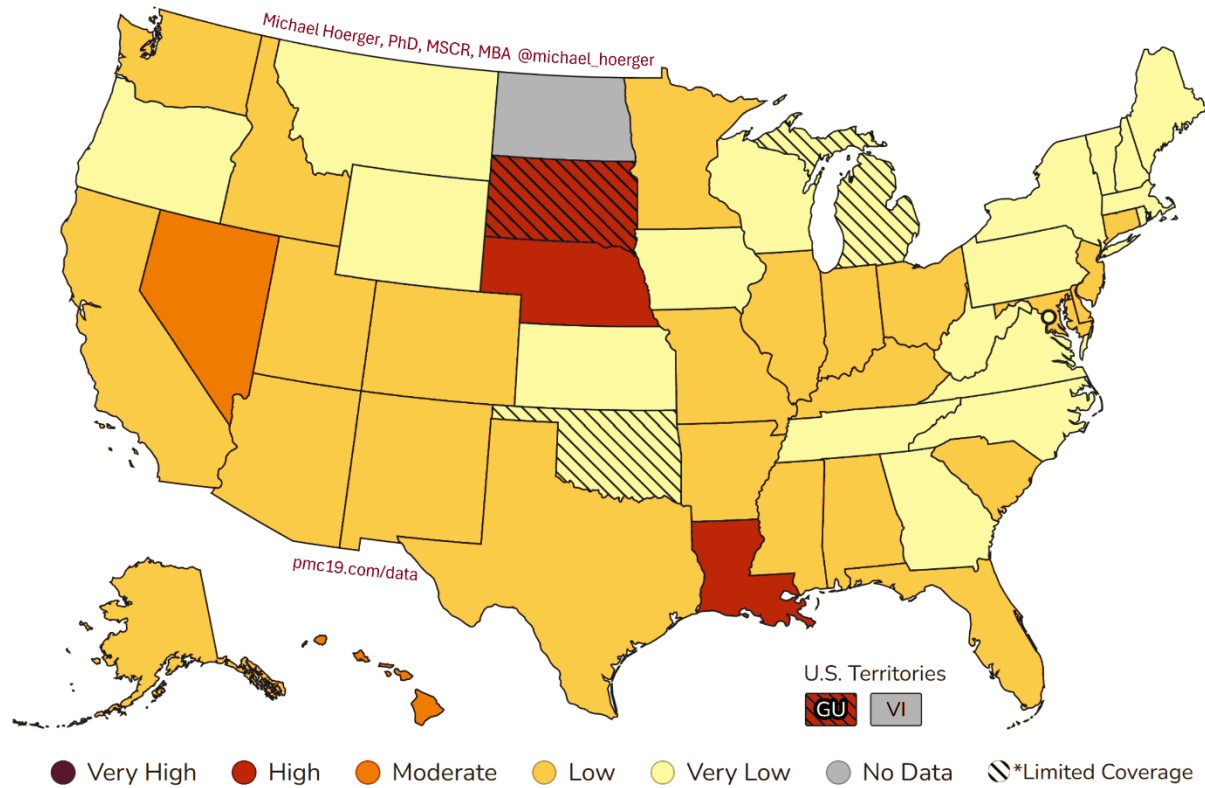 Michael Hoerger, PhD, MSCR, MBA @michael_hoerger
pmc19.com/data
U.S. Territories
GU VI
Very High High Moderate Low Very Low No Data *Limited Coverage